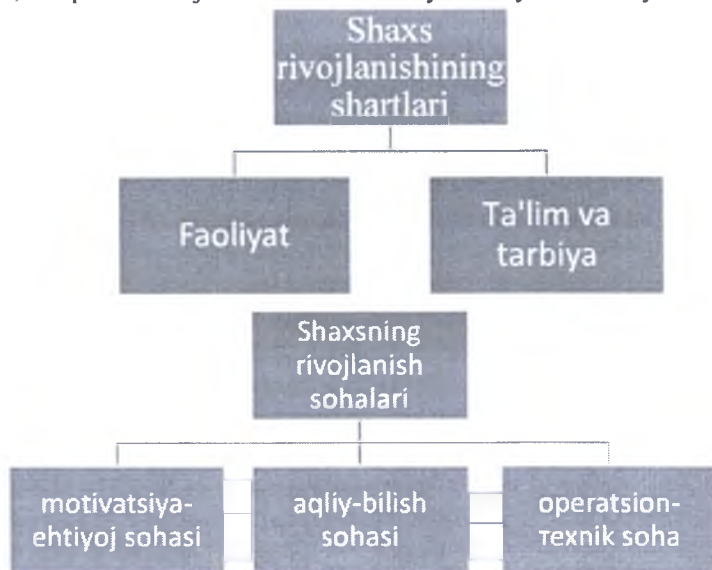 Shaxs
rivojlanishining
shartlari
Faoliyat
Ta'lim va
tarbiya
Shaxsning
rivojlanish
sohalari
motivatsiya-
ehtiyoj sohasi
aqliy-bilish
sohasi
operatsion-
техnik soha